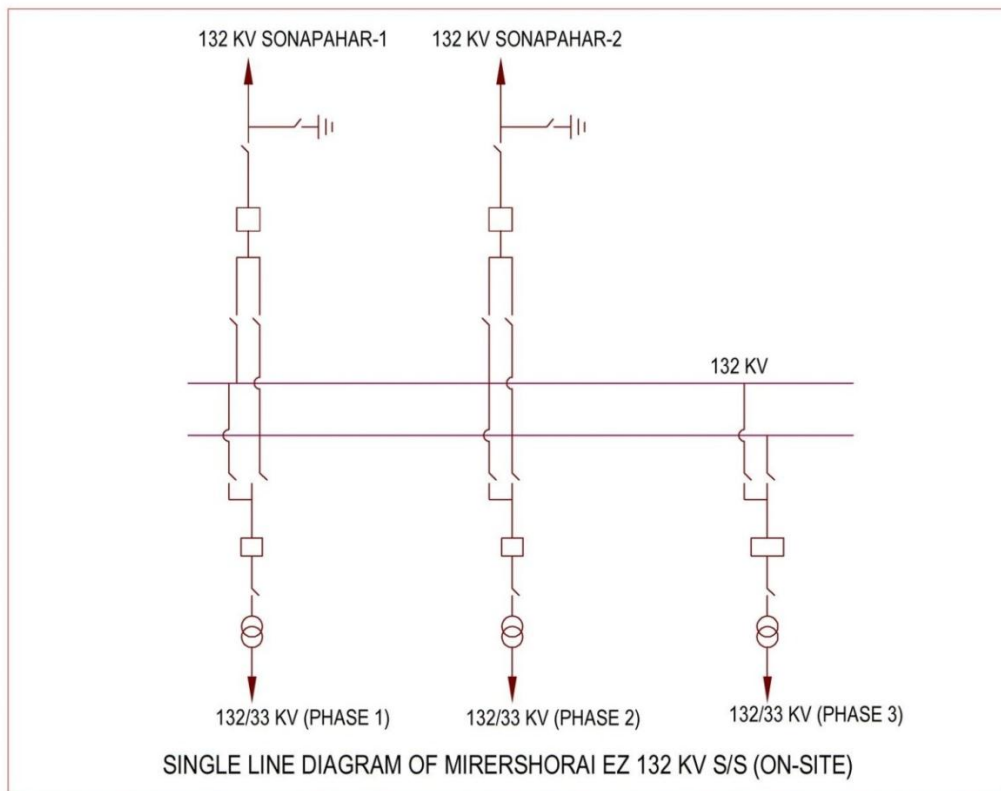 132 KV SONAPAHAR-1
132 KV SONAPAHAR-2
132 KV
132/33 KV (PHASE 1)
132/33 KV (PHASE 2)
132/33 KV (PHASE 3)
SINGLE LINE DIAGRAM OF MIRERSHORAI EZ 132 KV S/S (ON-SITE)